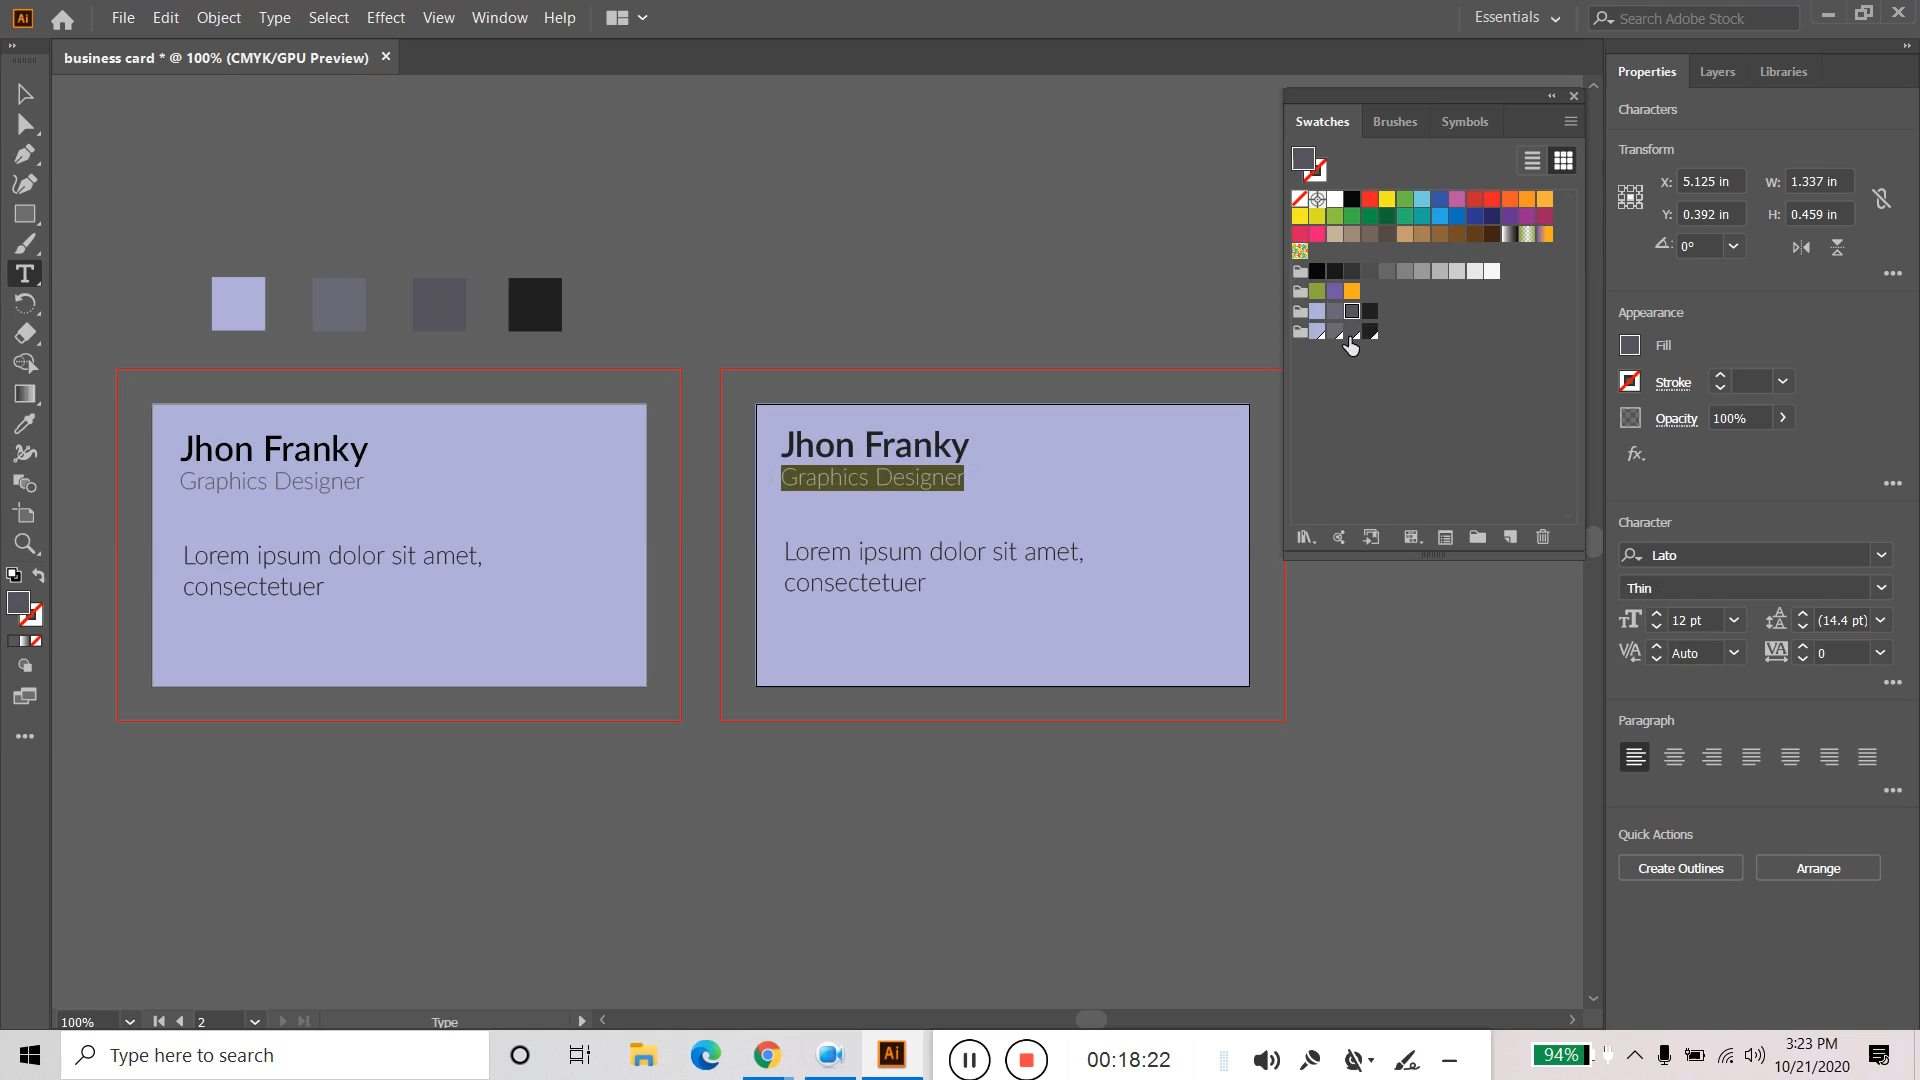 Ai File Edit Object Type Select Effect View Window Help Essentials Search Adobe Stock
business card * @ 100% (CMYK/GPU Preview)
Swatches Brushes Symbols
Properties Layers Libraries
Characters
Transform
X: 5.125 in W: 1.337 in
Y: 0.392 in H: 0.459 in
0°
Appearance
Fill
Stroke
Opacity 100%
fx.
Character
Lato
Thin
12 pt (14.4 pt)
Auto 0
Paragraph
Quick Actions
Create Outlines Arrange
Jhon Franky
Graphics Designer
Lorem ipsum dolor sit amet,
consectetuer
Jhon Franky
Graphics Designer
Lorem ipsum dolor sit amet,
consectetuer
100% 2 Type
Type here to search
Ai
00:18:22
94%
3:23 PM
10/21/2020